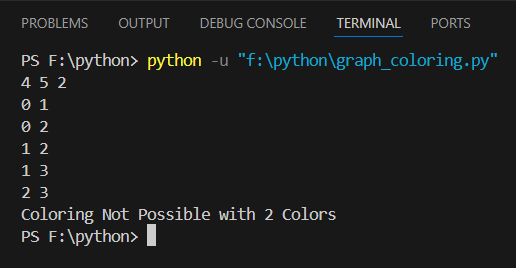 PROBLEMS OUTPUT DEBUG CONSOLE TERMINAL PORTS
PS F:\python> python -u "f:\python\graph_coloring.py"
4 5 2
0 1
0 2
1 2
1 3
2 3
Coloring Not Possible with 2 Colors
PS F:\python>